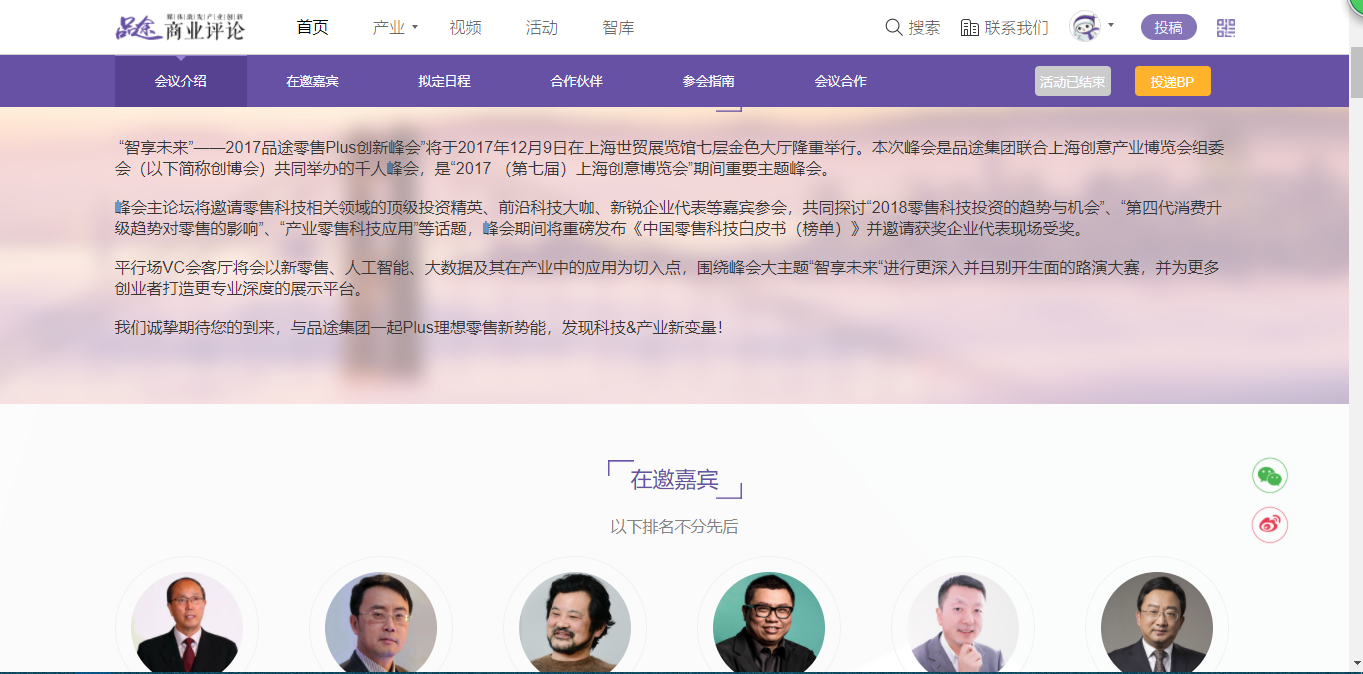 媒体激发产业创新
品途商业评论
首页
产业
视频
活动
智库
搜索
联系我们
投稿
会议介绍
在邀嘉宾
拟定日程
合作伙伴
参会指南
会议合作
活动已结束
投递BP
“智享未来”——2017品途零售Plus创新峰会”将于2017年12月9日在上海世贸展览馆七层金色大厅隆重举行。本次峰会是品途集团联合上海创意产业博览会组委
会（以下简称创博会）共同举办的千人峰会，是“2017 （第七届）上海创意博览会”期间重要主题峰会。
峰会主论坛将邀请零售科技相关领域的顶级投资精英、前沿科技大咖、新锐企业代表等嘉宾参会，共同探讨“2018零售科技投资的趋势与机会”、“第四代消费升
级趋势对零售的影响”、“产业零售科技应用”等话题，峰会期间将重磅发布《中国零售科技白皮书（榜单）》并邀请获奖企业代表现场受奖。
平行场VC会客厅将会以新零售、人工智能、大数据及其在产业中的应用为切入点，围绕峰会大主题“智享未来“进行更深入并且别开生面的路演大赛，并为更多
创业者打造更专业深度的展示平台。
我们诚挚期待您的到来，与品途集团一起Plus理想零售新势能，发现科技&产业新变量！
在邀嘉宾
以下排名不分先后